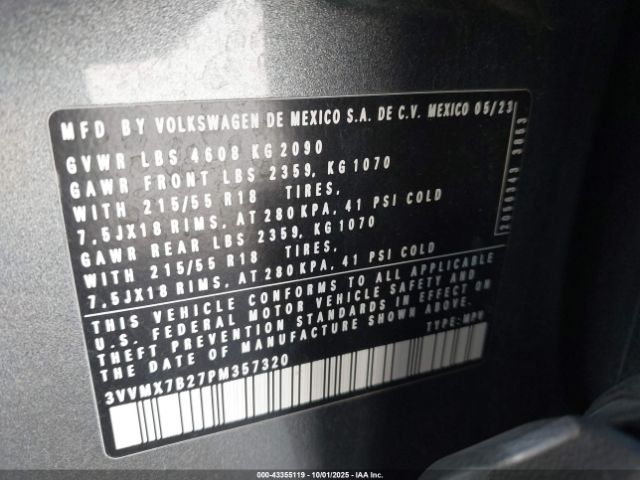 MFD BY VOLKSWAGEN DE MEXICO S.A. DE C.V. MEXICO 05/23
GVWR LBS 4608 KG 2090
GAWR FRONT LBS 2359, KG 1070
WITH 215/55 R18 TIRES,
7.5JX18 RIMS, AT 280KPA, 41 PSI COLD
GAWR REAR LBS 2359, KG 1070
WITH 215/55 R18 TIRES,
7.5JX18 RIMS, AT 280KPA, 41 PSI COLD
THIS VEHICLE CONFORMS TO ALL APPLICABLE
U.S. FEDERAL MOTOR VEHICLE SAFETY AND
THEFT PREVENTION STANDARDS IN EFFECT ON
THE DATE OF MANUFACTURE SHOWN ABOVE.
3VVMX7B27PM357320 TYPE: MPV
000-43355119 - 10/01/2025 - IAA Inc.